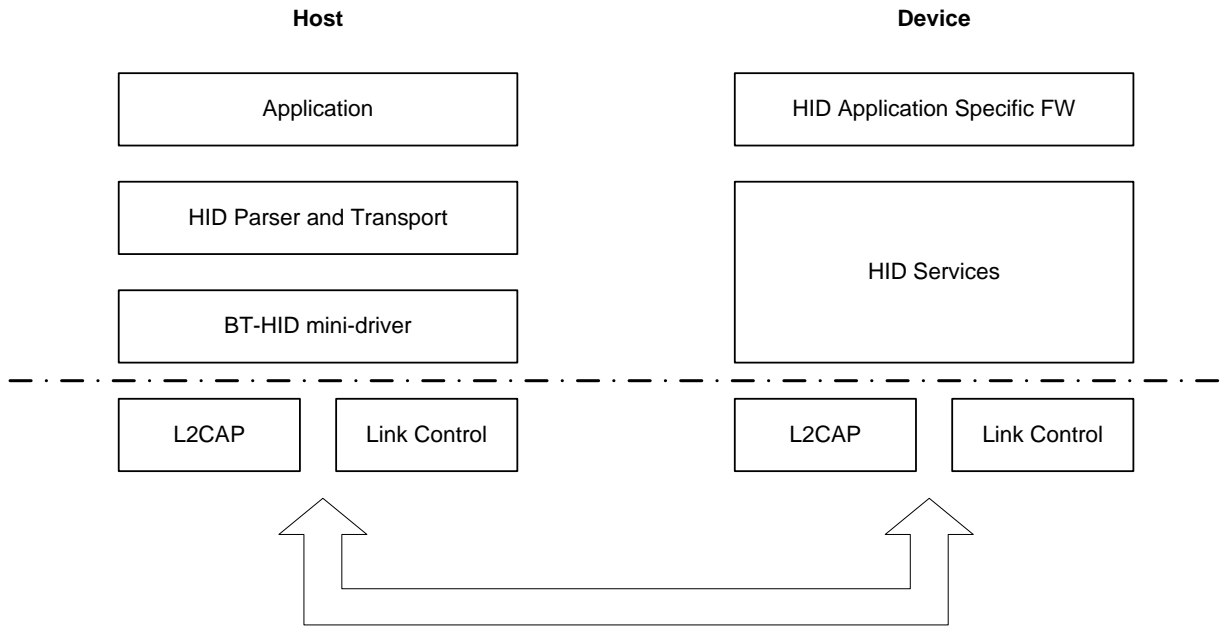 Host
Device
Application
HID Application Specific FW
HID Parser and Transport
HID Services
BT-HID mini-driver
L2CAP
Link Control
L2CAP
Link Control